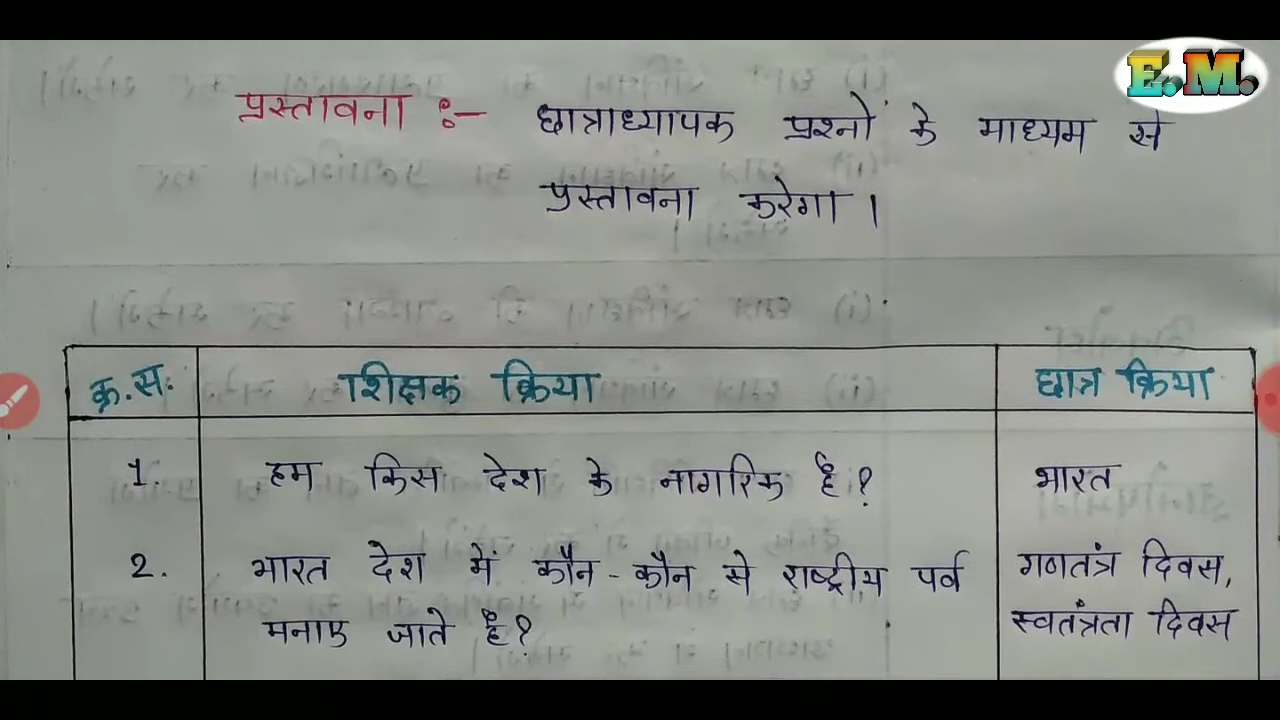 E.M.
प्रस्तावना :- छात्राध्यापक प्रश्नों के माध्यम से
प्रस्तावना करेगा ।
क्र.स. शिक्षक क्रिया छात्र क्रिया
1. हम किस देश के नागरिक है? भारत
2. भारत देश में कौन-कौन से राष्ट्रीय पर्व गणतंत्र दिवस,
मनाए जाते है? स्वतंत्रता दिवस